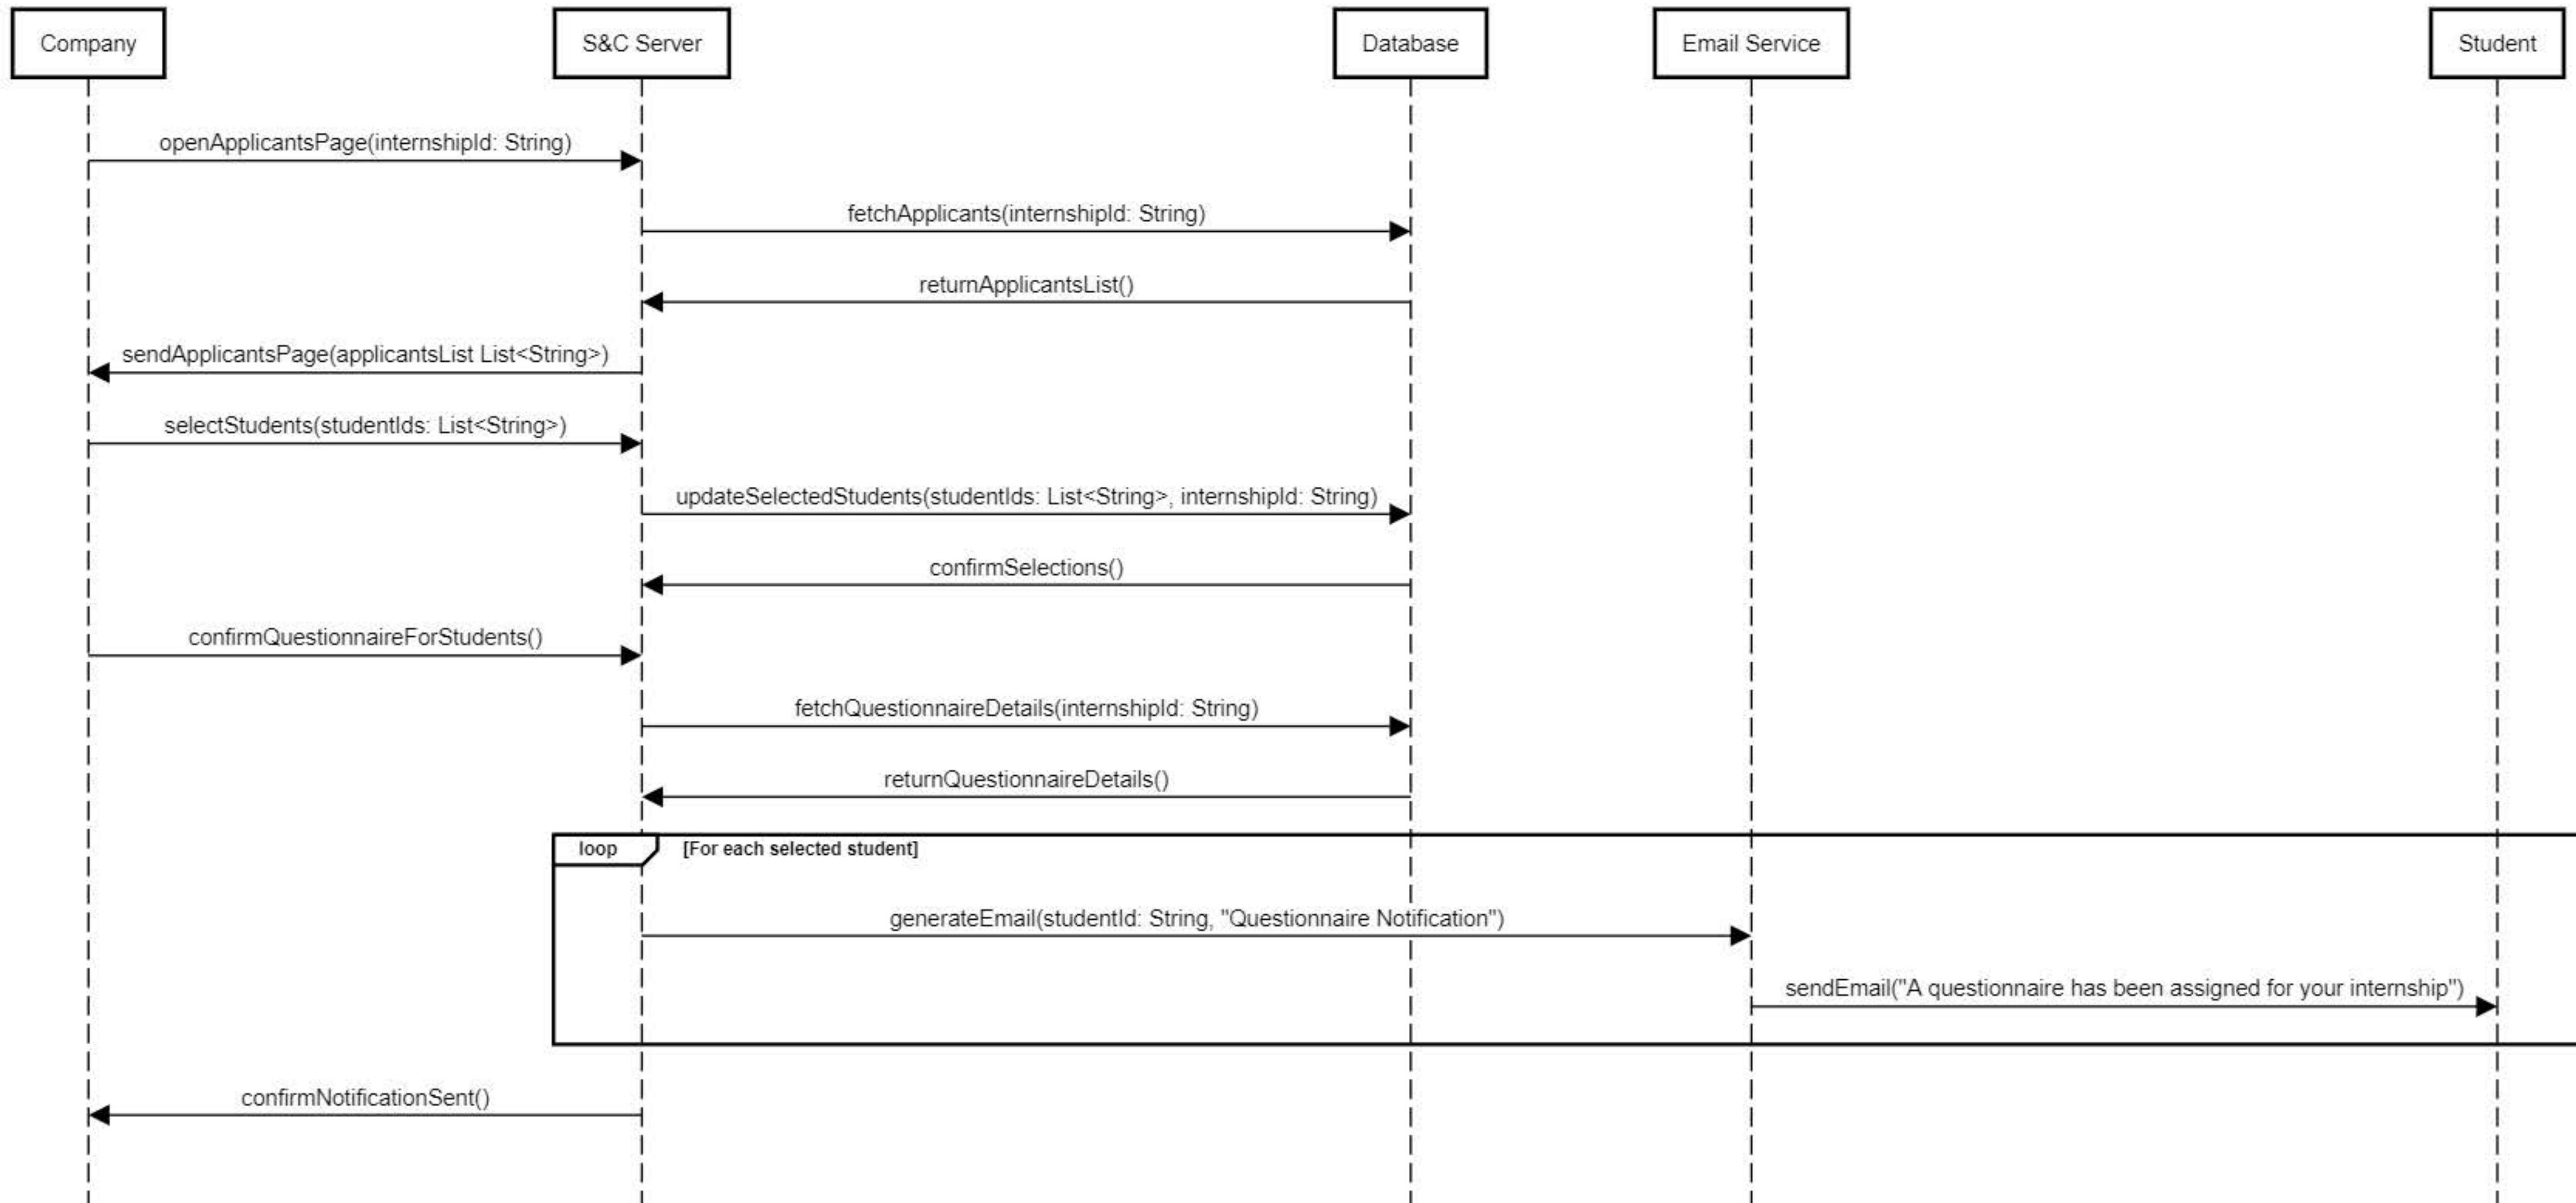 Company
S&C Server
Database
Email Service
Student
openApplicantsPage(internshipId: String)
fetchApplicants(internshipId: String)
returnApplicantsList()
sendApplicantsPage(applicantsList List<String>)
selectStudents(studentIds: List<String>)
updateSelectedStudents(studentIds: List<String>, internshipId: String)
confirmSelections()
confirmQuestionnaireForStudents()
fetchQuestionnaireDetails(internshipId: String)
returnQuestionnaireDetails()
loop
[For each selected student]
generateEmail(studentId: String, "Questionnaire Notification")
sendEmail("A questionnaire has been assigned for your internship")
confirmNotificationSent()